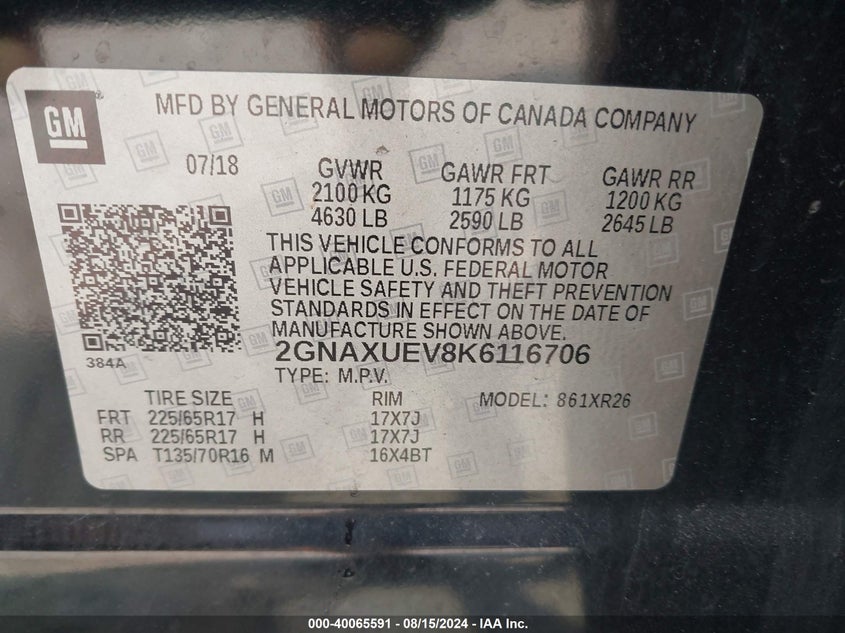 GM ®
MFD BY GENERAL MOTORS OF CANADA COMPANY
07/18 GVWR GAWR FRT GAWR RR
2100 KG 1175 KG 1200 KG
4630 LB 2590 LB 2645 LB
THIS VEHICLE CONFORMS TO ALL
APPLICABLE U.S. FEDERAL MOTOR
VEHICLE SAFETY AND THEFT PREVENTION
STANDARDS IN EFFECT ON THE DATE OF
MANUFACTURE SHOWN ABOVE.
384A 2GNAXUEV8K6116706
TYPE: M.P.V.
TIRE SIZE RIM MODEL: 861XR26
FRT 225/65R17 H 17X7J
RR 225/65R17 H 17X7J
SPA T135/70R16 M 16X4BT
000-40065591 - 08/15/2024 - IAA Inc.